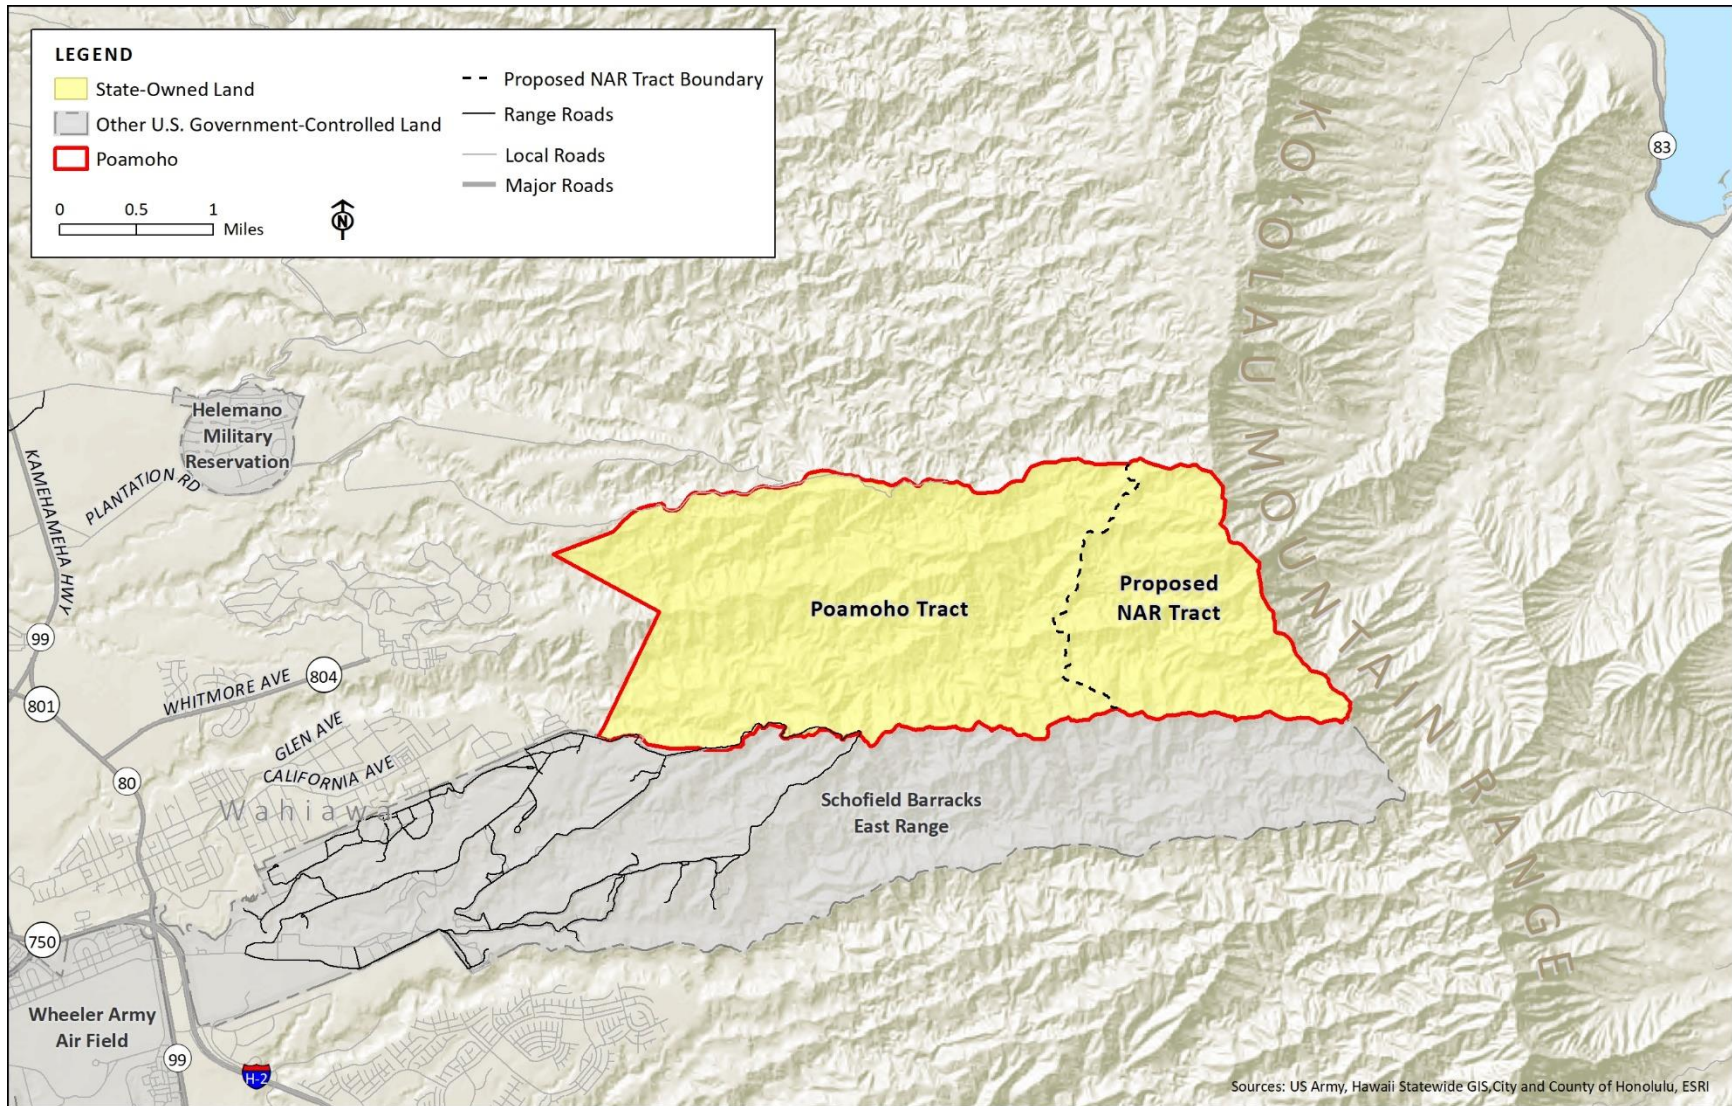 LEGEND
State-Owned Land
Other U.S. Government-Controlled Land
Poamoho
Proposed NAR Tract Boundary
Range Roads
Local Roads
Major Roads
0 0.5 1
Miles
N
83
KO‘OLAU MOUNTAIN RANGE
Helemano
Military
Reservation
PLANTATION RD
KAMEHAMEHA HWY
Poamoho Tract
Proposed
NAR Tract
99
801
WHITMORE AVE
804
GLEN AVE
CALIFORNIA AVE
80
Wahiawa
Schofield Barracks
East Range
750
Wheeler Army
Air Field
99
H-2
Sources: US Army, Hawaii Statewide GIS,City and County of Honolulu, ESRI